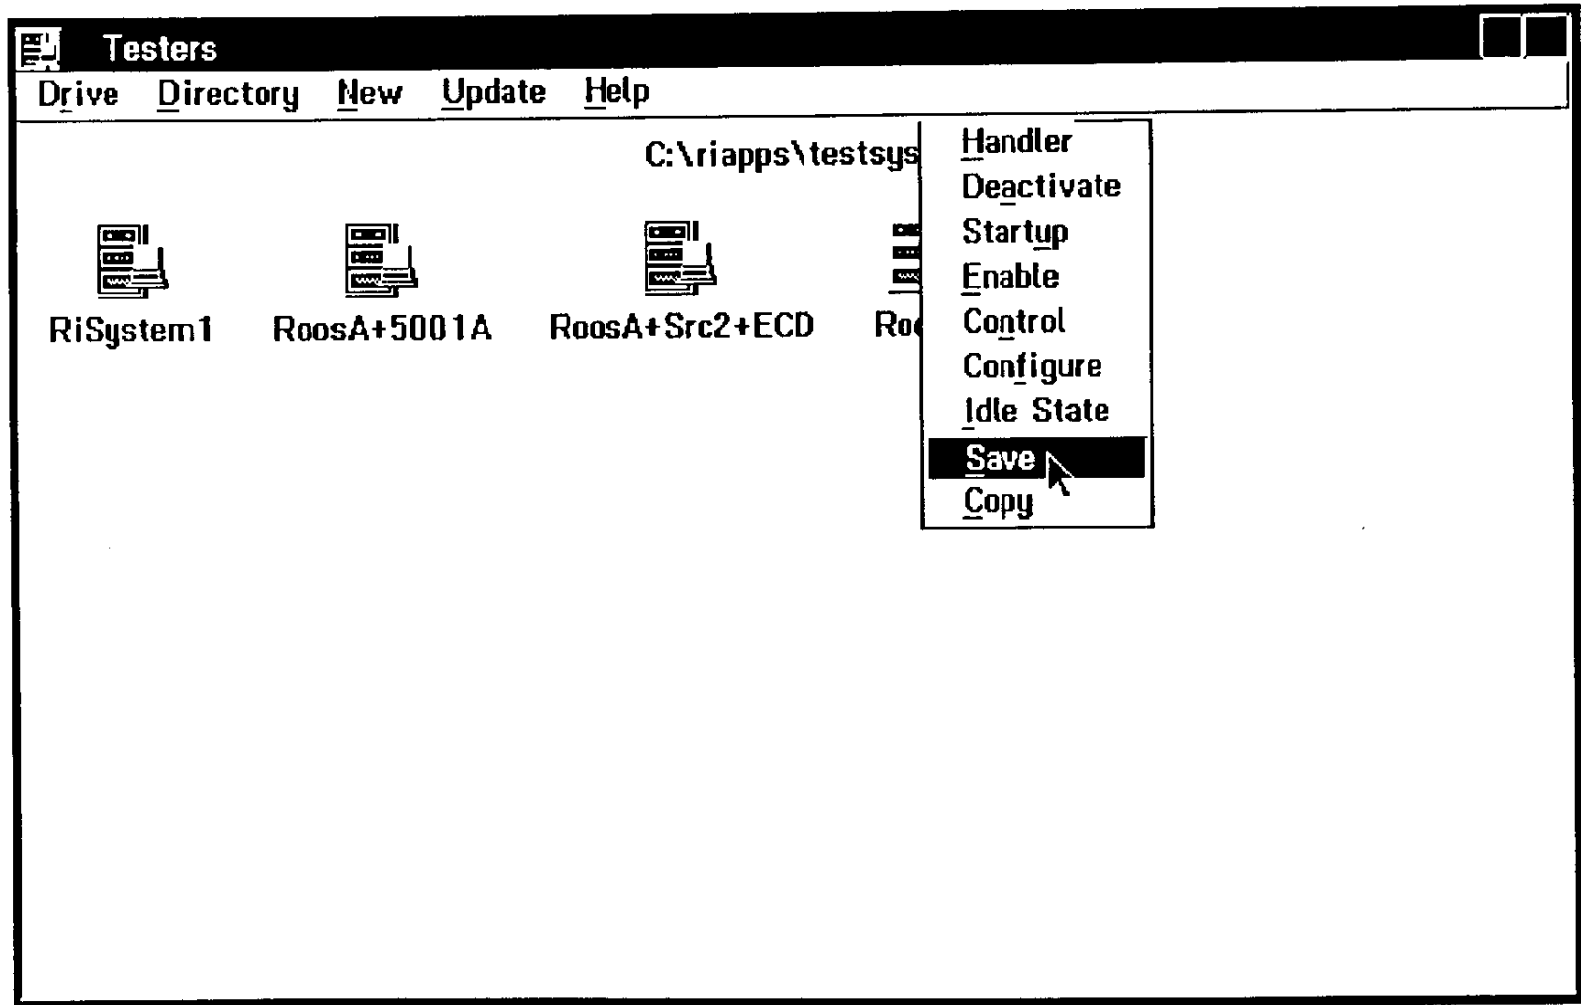 Testers
Drive Directory New Update Help
C:\riapps\testsys
RiSystem1 RoosA+5001A RoosA+Src2+ECD
Handler
Deactivate
Startup
Enable
Control
Configure
Idle State
Save
Copy